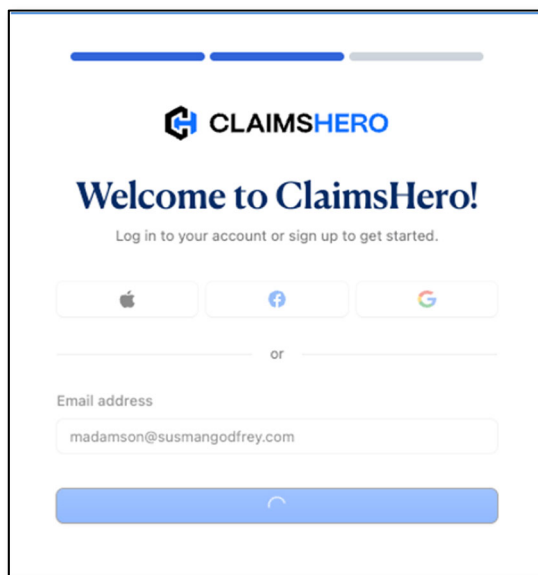 CLAIMSHERO
Welcome to ClaimsHero!
Log in to your account or sign up to get started.
or
Email address
madamson@susmangodfrey.com